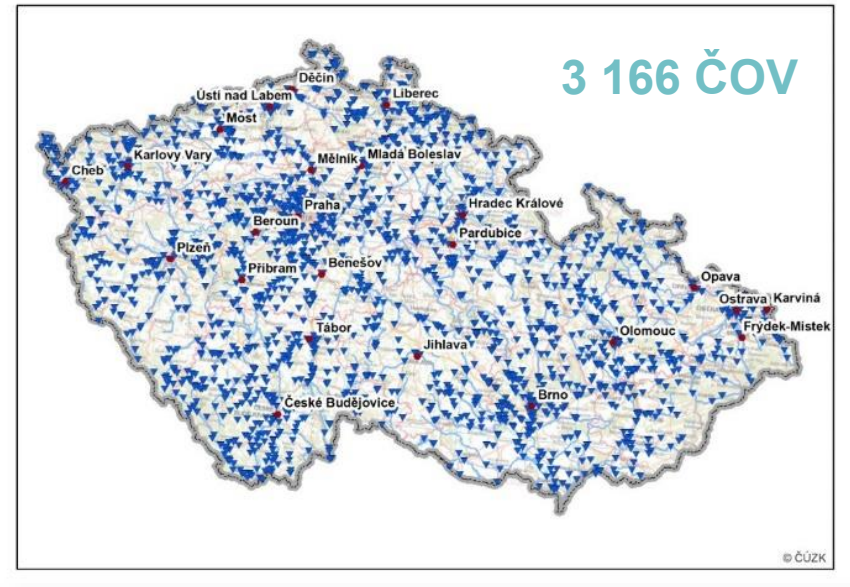 3 166 ČOV
Děčín
Ústí nad Labem
Liberec
Most
Karlovy Vary
Mělník
Mladá Boleslav
Cheb
Praha
Hradec Králové
Beroun
Pardubice
Plzeň
Příbram
Benešov
Opava
Ostrava
Karviná
Tábor
Olomouc
Frýdek-Místek
Jihlava
Brno
České Budějovice
© ČÚZK